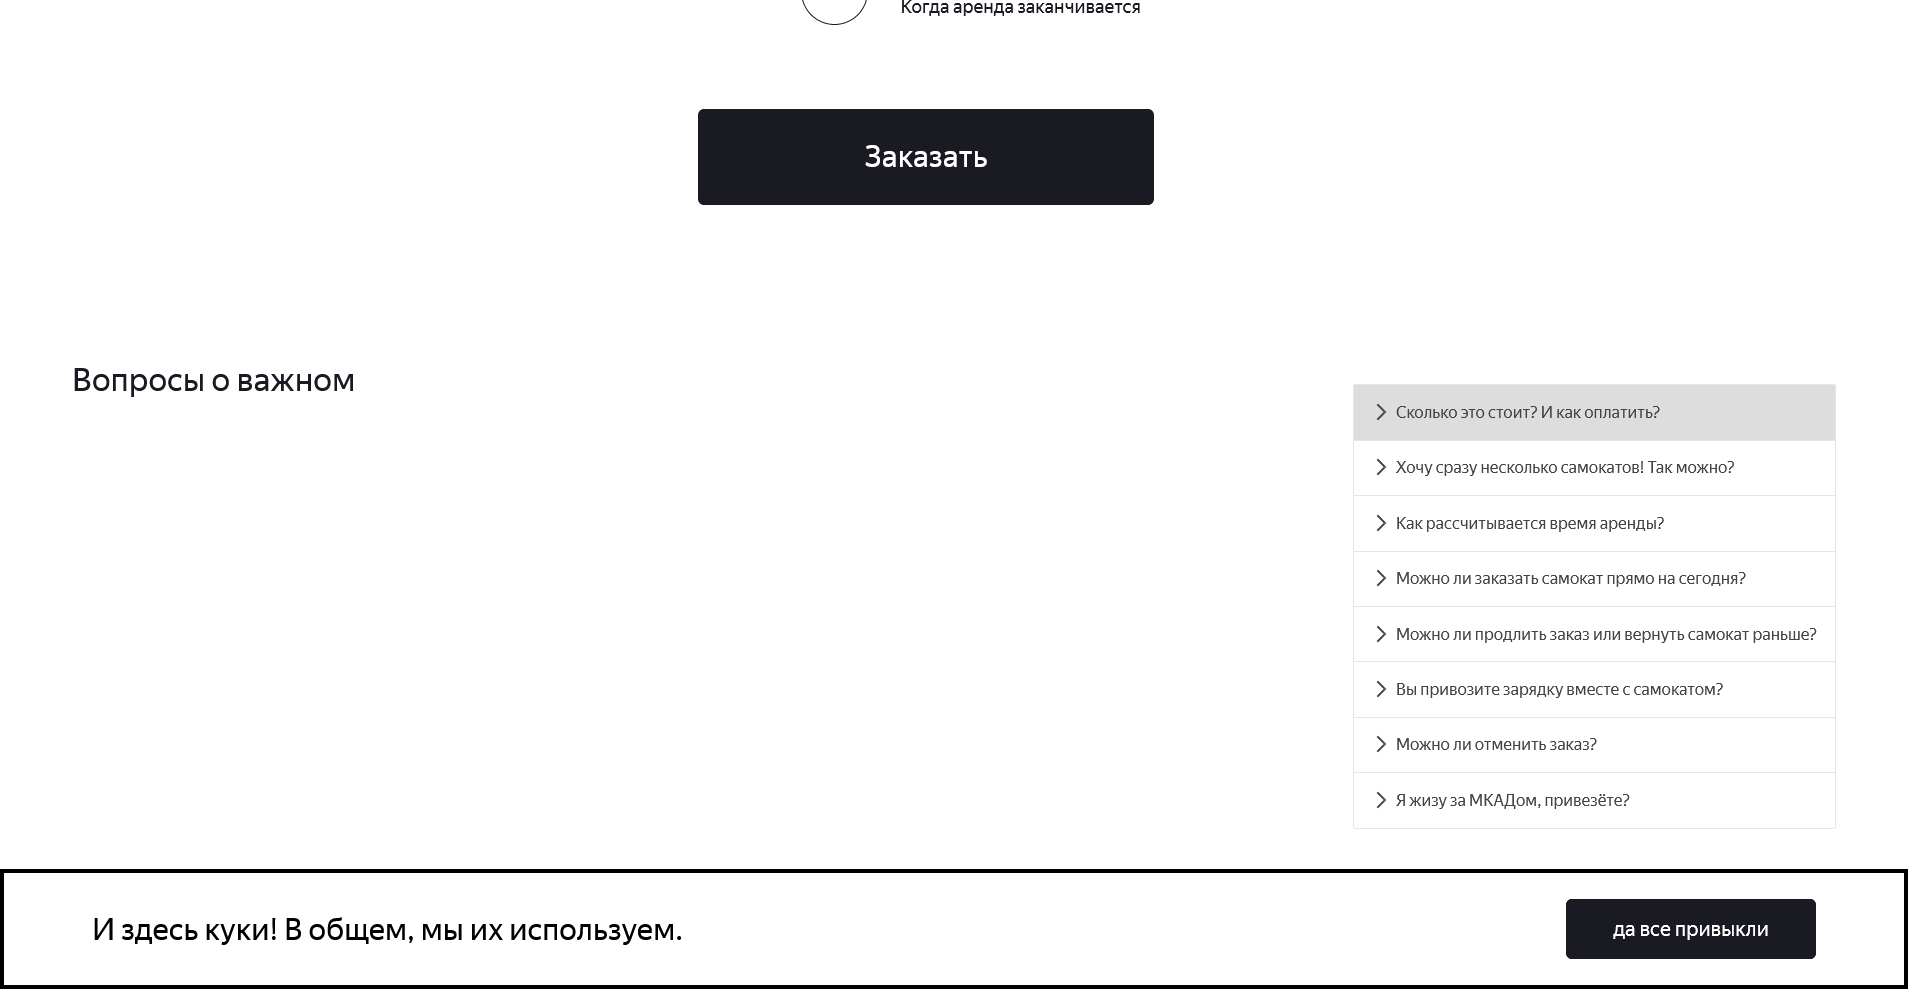 Когда аренда заканчивается
Заказать
Вопросы о важном
Сколько это стоит? И как оплатить?
Хочу сразу несколько самокатов! Так можно?
Как рассчитывается время аренды?
Можно ли заказать самокат прямо на сегодня?
Можно ли продлить заказ или вернуть самокат раньше?
Вы привозите зарядку вместе с самокатом?
Можно ли отменить заказ?
Я жизу за МКАДом, привезёте?
И здесь куки! В общем, мы их используем.
да все привыкли